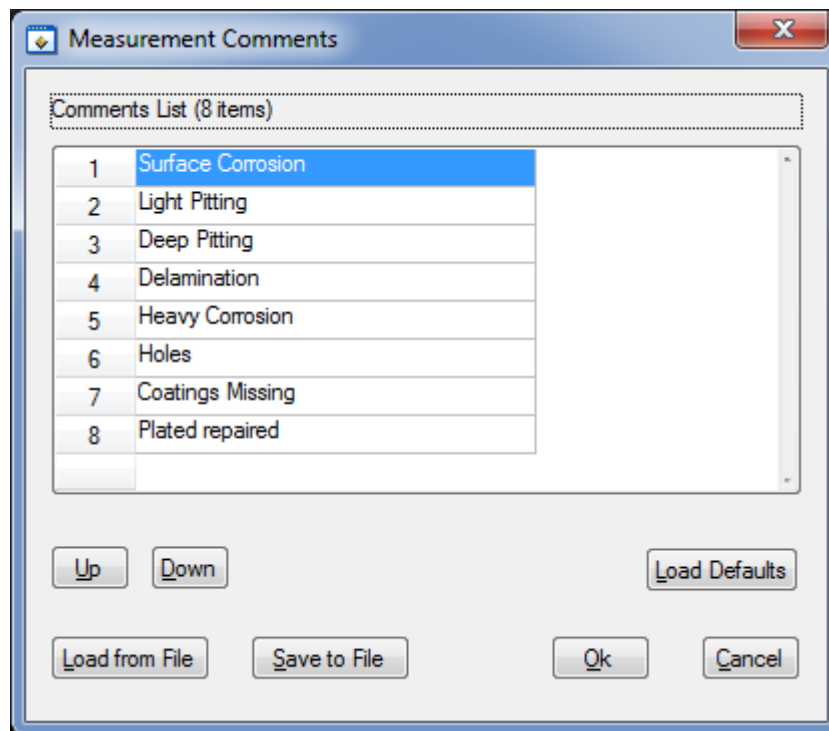 Measurement Comments
Comments List (8 items)
1 Surface Corrosion
2 Light Pitting
3 Deep Pitting
4 Delamination
5 Heavy Corrosion
6 Holes
7 Coatings Missing
8 Plated repaired
Up Down Load Defaults
Load from File Save to File Ok Cancel